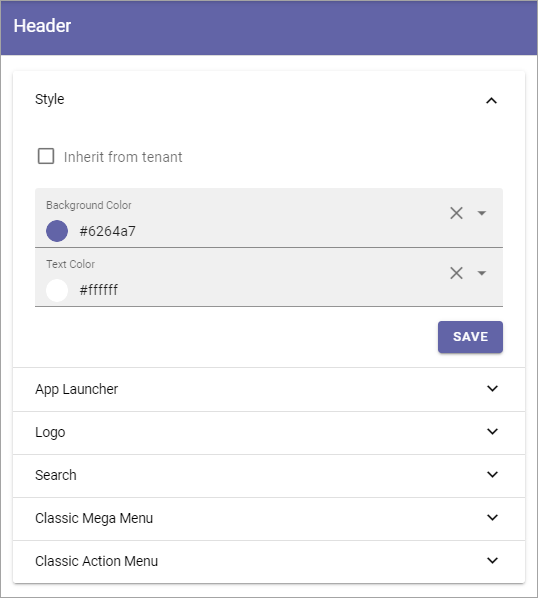 Header
Style
Inherit from tenant
Background Color
#6264a7
Text Color
#ffffff
SAVE
App Launcher
Logo
Search
Classic Mega Menu
Classic Action Menu